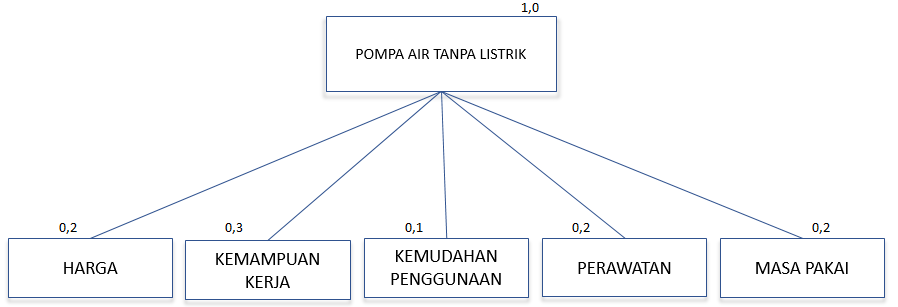 1,0
POMPA AIR TANPA LISTRIK
0,2
0,3
0,1
0,2
0,2
HARGA
KEMAMPUAN
KERJA
KEMUDAHAN
PENGGUNAAN
PERAWATAN
MASA PAKAI